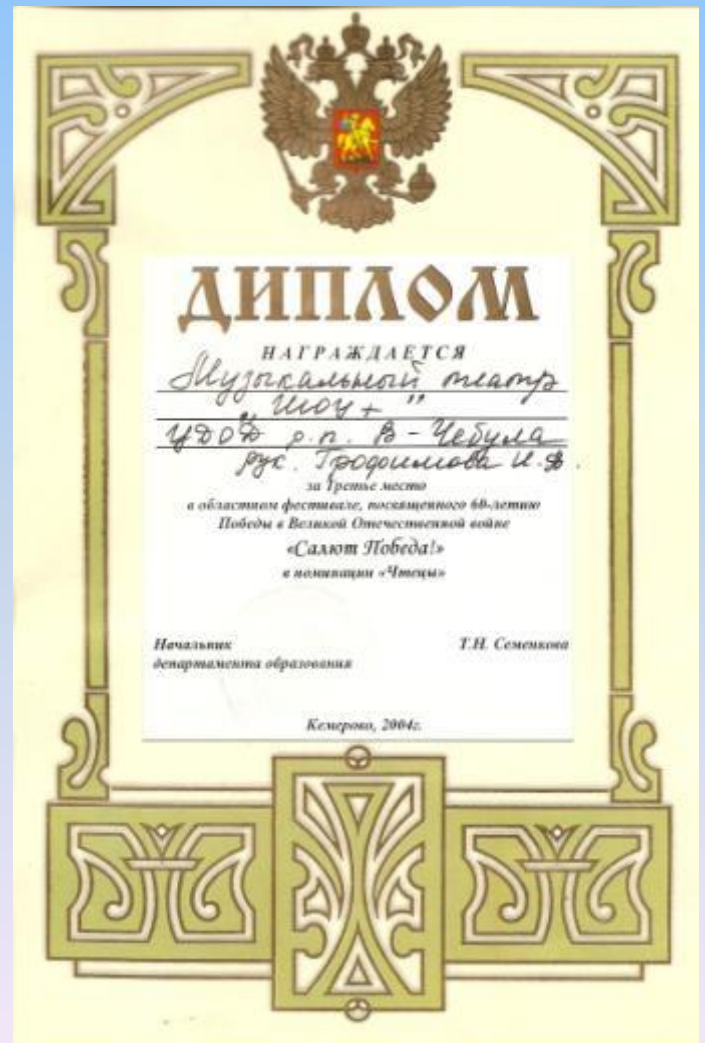 ДИПЛОМ
НАГРАЖДАЕТСЯ
Музыкальный театр
"Шоу + "
ЦДОД р.п. В - Чебула
рук. Трофимова И.В.
за Третье место
в областном фестивале, посвященного 60-летию
Победы в Великой Отечественной войне
«Салют Победа!»
в номинации «Чтецы»
Начальник Т.Н. Семенкова
департамента образования
Кемерово, 2004г.